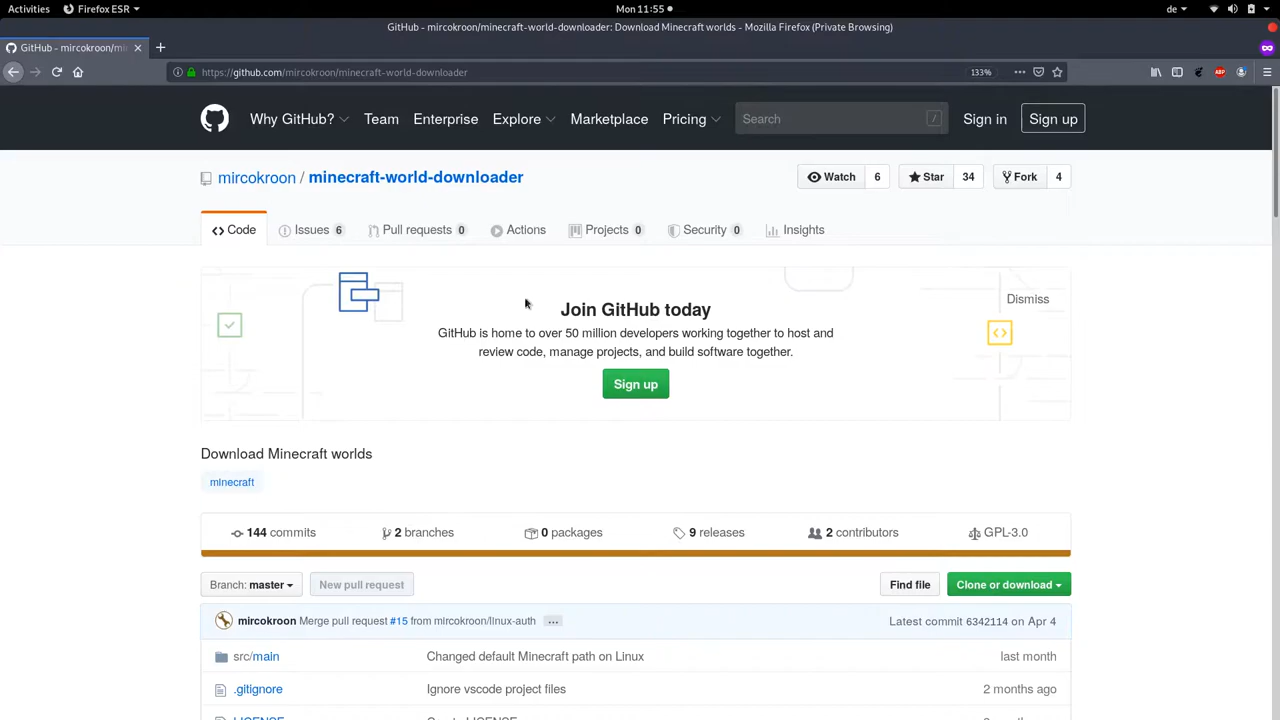 Activities Firefox ESR Mon 11:55 de
GitHub - mircokroon/minecraft-world-downloader: Download Minecraft worlds - Mozilla Firefox (Private Browsing)
GitHub - mircokroon/mi
https://github.com/mircokroon/minecraft-world-downloader 133% ABP
Why GitHub? Team Enterprise Explore Marketplace Pricing Search / Sign in Sign up
mircokroon / minecraft-world-downloader Watch 6 Star 34 Fork 4
Code Issues 6 Pull requests 0 Actions Projects 0 Security 0 Insights
Dismiss
Join GitHub today
GitHub is home to over 50 million developers working together to host and
review code, manage projects, and build software together.
Sign up
Download Minecraft worlds
minecraft
144 commits 2 branches 0 packages 9 releases 2 contributors GPL-3.0
Branch: master New pull request Find file Clone or download
mircokroon Merge pull request #15 from mircokroon/linux-auth ... Latest commit 6342114 on Apr 4
src/main Changed default Minecraft path on Linux last month
.gitignore Ignore vscode project files 2 months ago